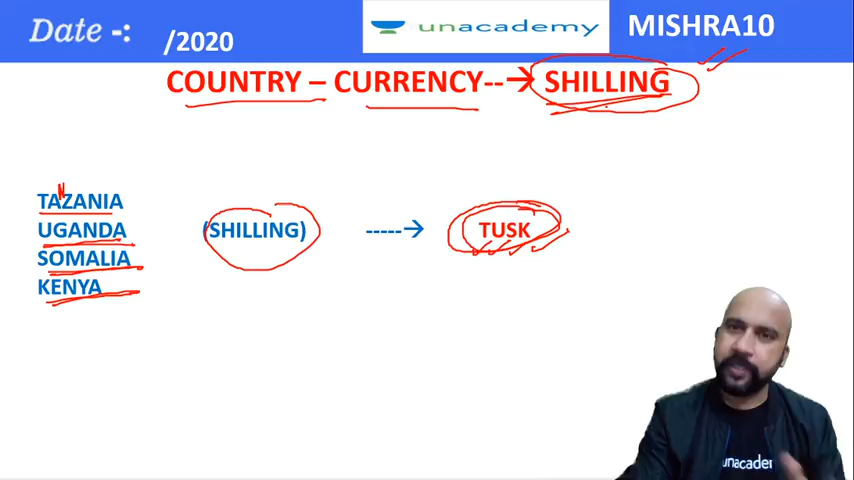 Date -: /2020 unacademy MISHRA10
COUNTRY – CURRENCY--→ SHILLING
TAZANIA
N
UGANDA (SHILLING) -----→ TUSK
SOMALIA
KENYA
unacadem